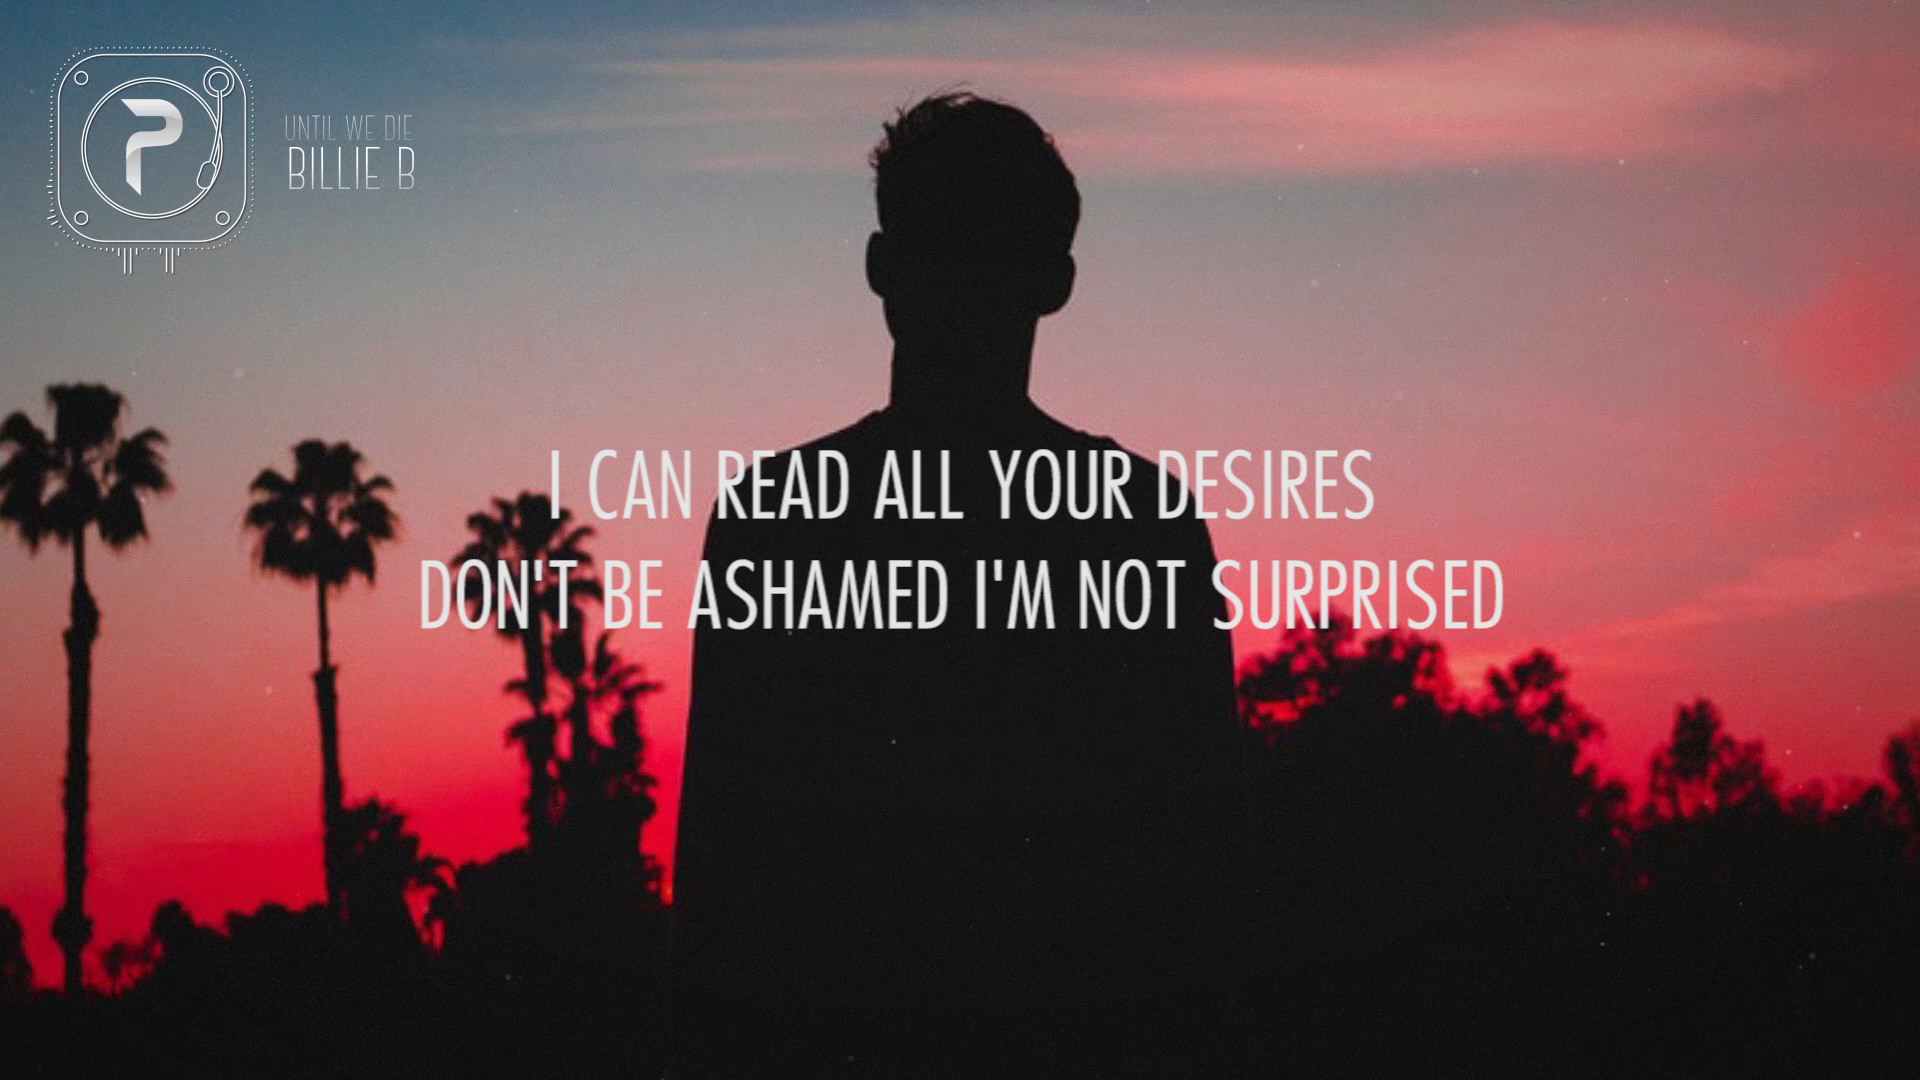 P
UNTIL WE DIE
BILLIE B
I CAN READ ALL YOUR DESIRES
DON'T BE ASHAMED I'M NOT SURPRISED